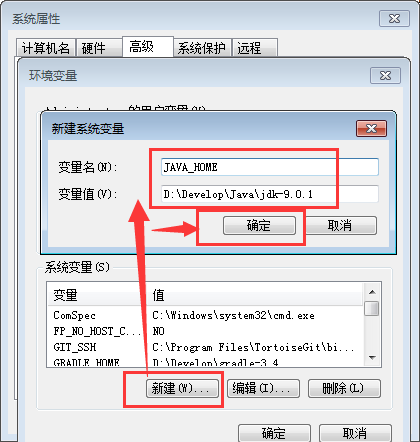 系统属性
计算机名 硬件 高级 系统保护 远程
环境变量
的用户变量(U)
新建系统变量
变量名(N): JAVA_HOME
变量值(V): D:\Develop\Java\jdk-9.0.1
确定 取消
系统变量(S)
变量 值
ComSpec C:\Windows\system32\cmd.exe
FP_NO_HOST_C... NO
GIT_SSH C:\Program Files\TortoiseGit\bi...
GRADLE_HOME D:\Develop\gradle-3.4
新建(W)... 编辑(I)... 删除(L)
确定 取消